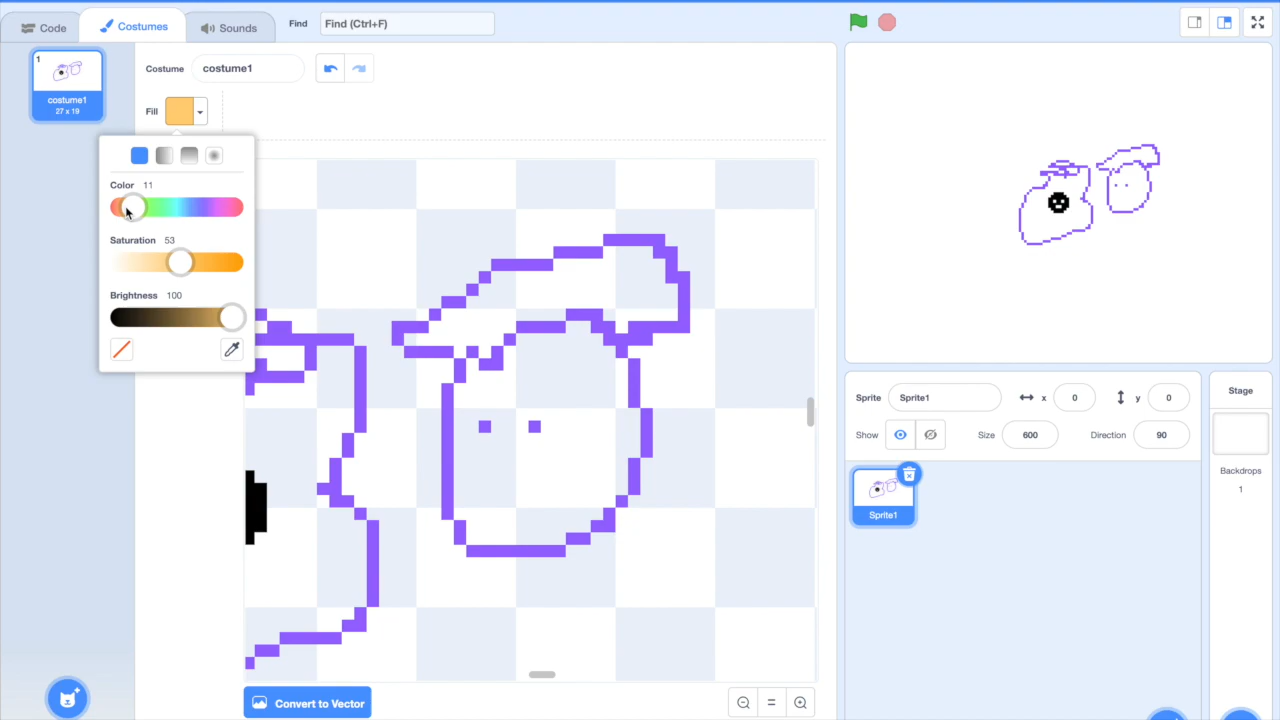 Code
Costumes
Sounds
Find
Find (Ctrl+F)
1
costume1
27 x 19
Costume
costume1
Fill
Color 11
Saturation 53
Brightness 100
Convert to Vector
Sprite
Sprite1
x
0
y
0
Show
Size
600
Direction
90
Sprite1
Stage
Backdrops
1